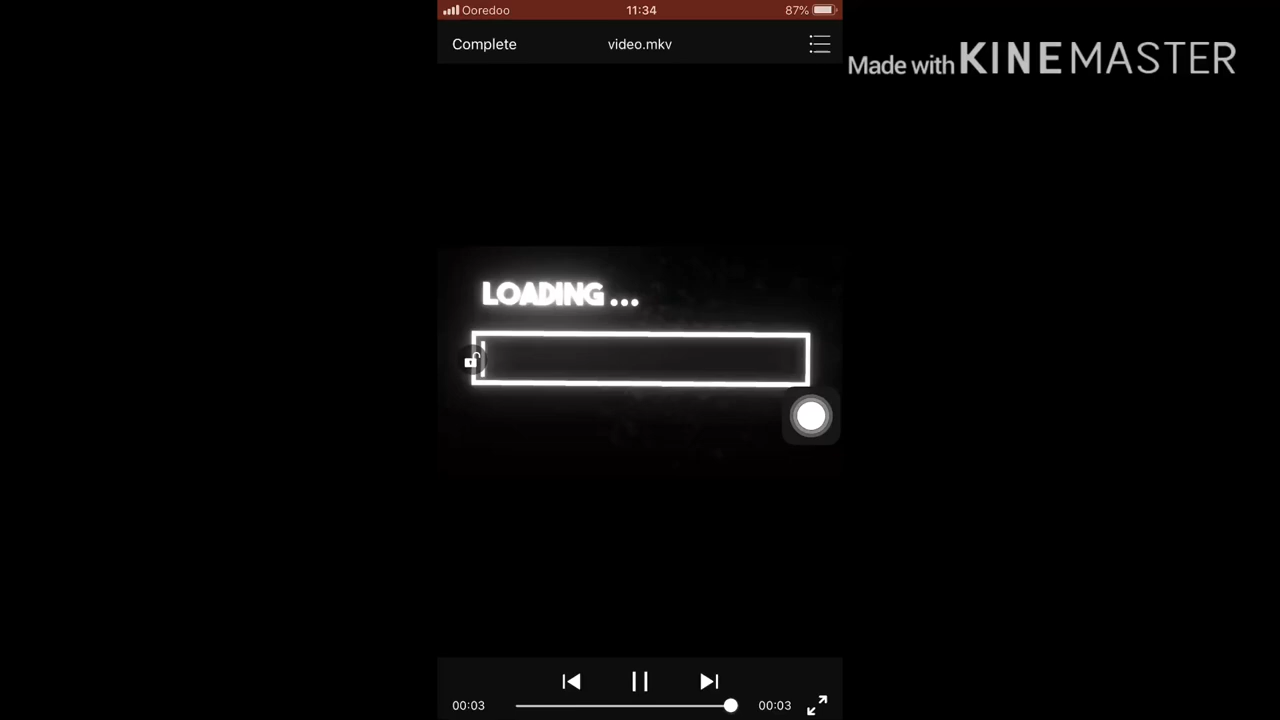 Ooredoo 11:34 87%
Complete video.mkv
Made with KINEMASTER
LOADING ...
00:03 00:03